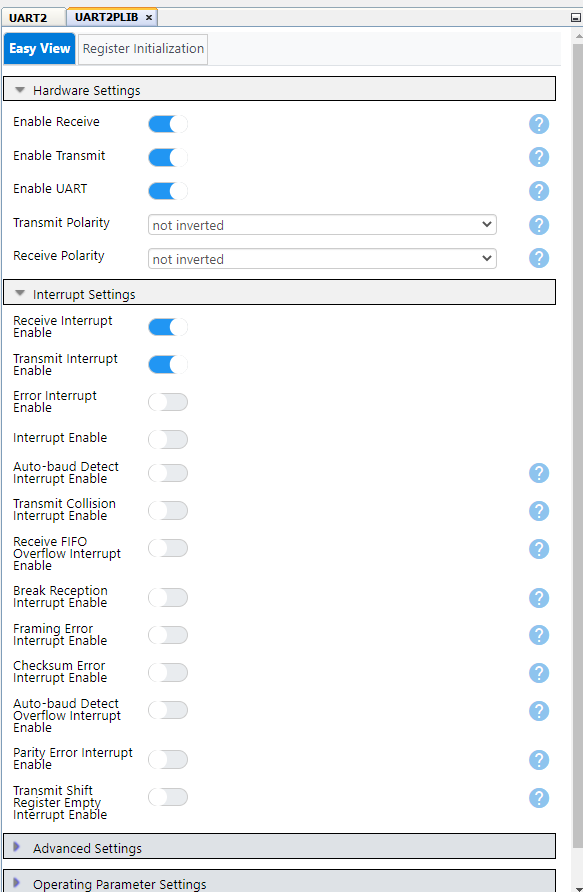 UART2
UART2PLIB ×
Easy View
Register Initialization
Hardware Settings
Enable Receive
?
Enable Transmit
?
Enable UART
?
Transmit Polarity
not inverted
?
Receive Polarity
not inverted
?
Interrupt Settings
Receive Interrupt
Enable
Transmit Interrupt
Enable
Error Interrupt
Enable
Interrupt Enable
Auto-baud Detect
Interrupt Enable
?
Transmit Collision
Interrupt Enable
?
Receive FIFO
Overflow Interrupt
Enable
?
Break Reception
Interrupt Enable
?
Framing Error
Interrupt Enable
?
Checksum Error
Interrupt Enable
?
Auto-baud Detect
Overflow Interrupt
Enable
?
Parity Error Interrupt
Enable
?
Transmit Shift
Register Empty
Interrupt Enable
?
Advanced Settings
Operating Parameter Settings